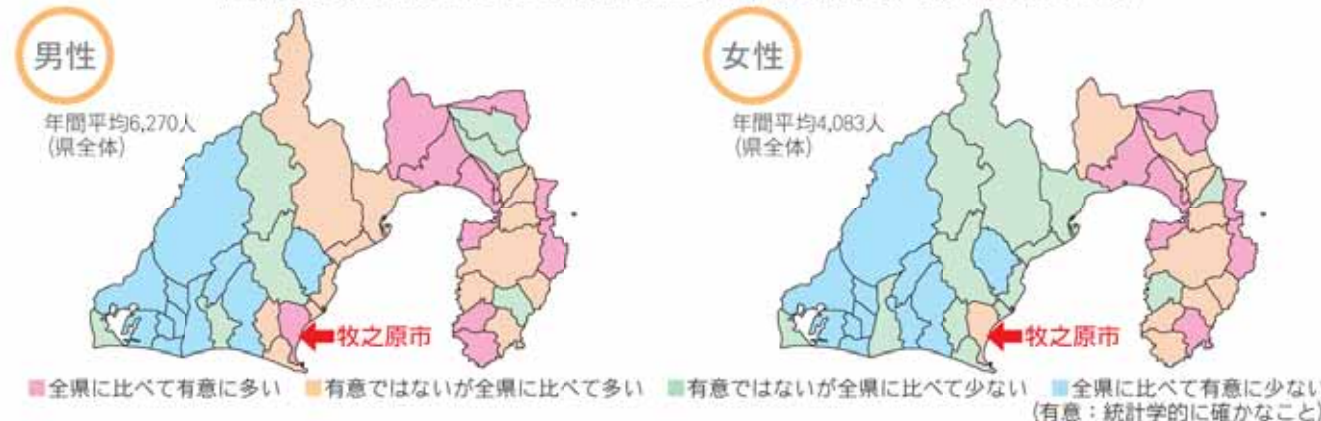 男性
年間平均6,270人
(県全体)
牧之原市
女性
年間平均4,083人
(県全体)
牧之原市
全県に比べて有意に多い
有意ではないが全県に比べて多い
有意ではないが全県に比べて少ない
全県に比べて有意に少ない
(有意：統計学的に確かなこと)